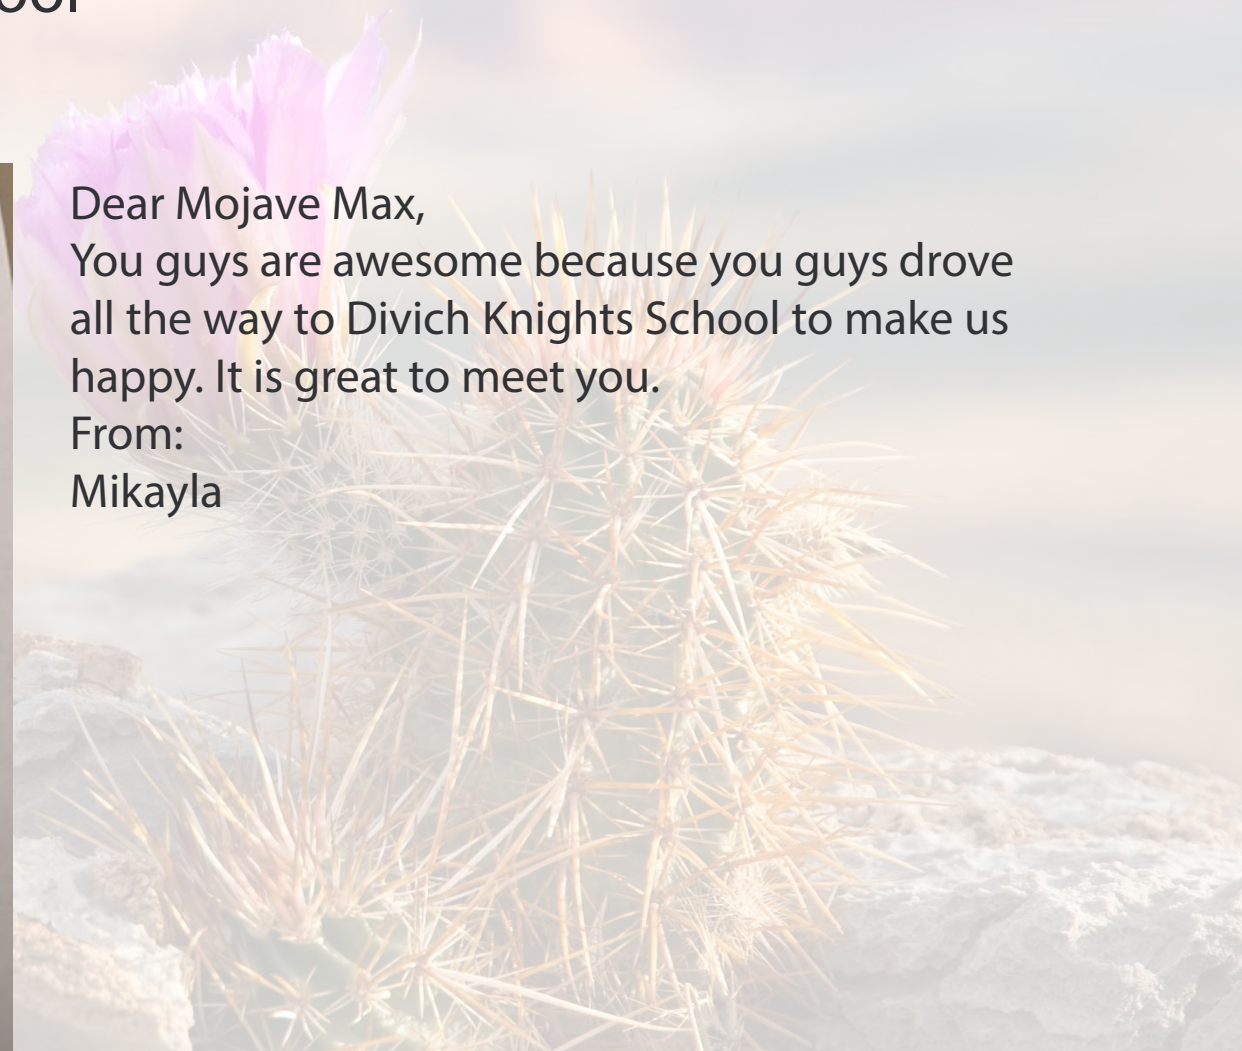 Dear Mojave Max,
You guys are awesome because you guys drove
all the way to Divich Knights School to make us
happy. It is great to meet you.
From:
Mikayla